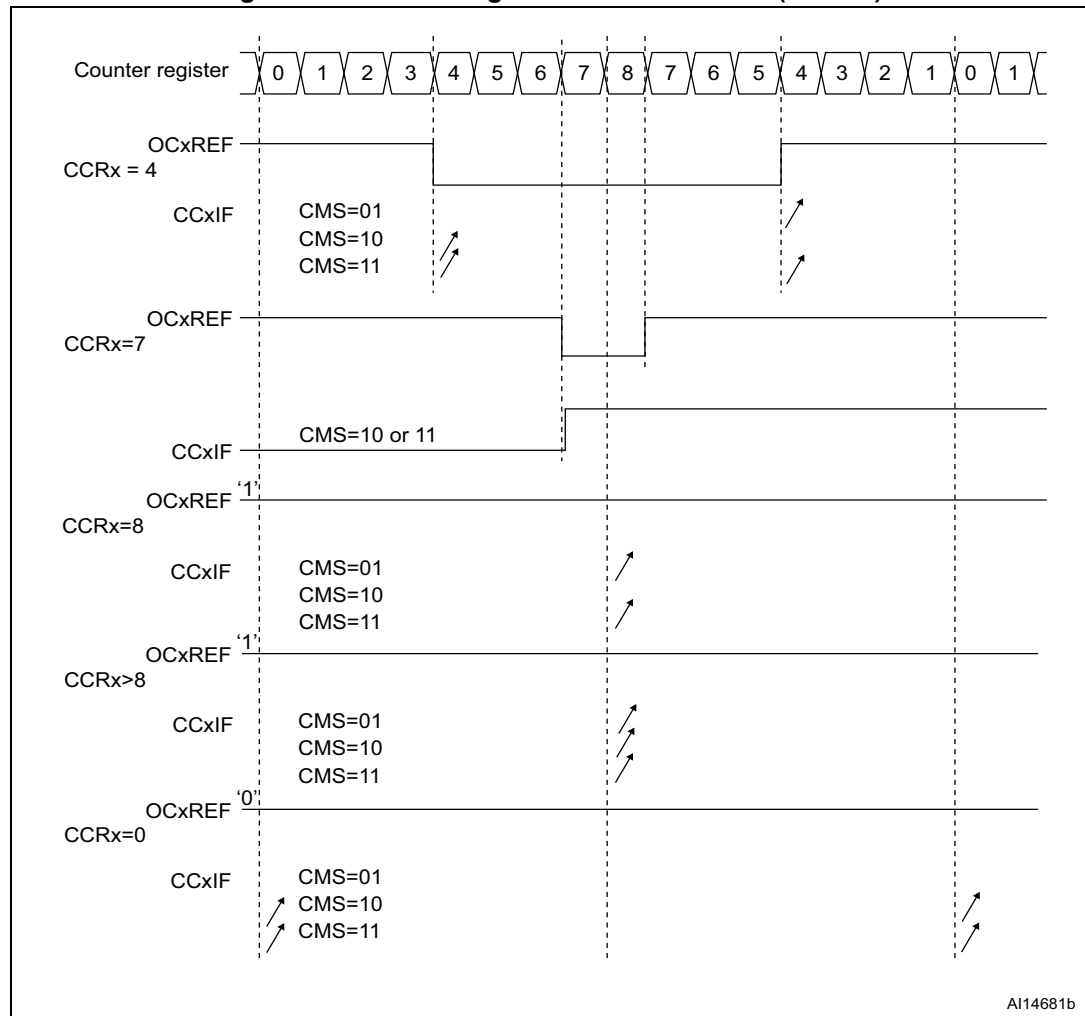 Counter register 0 1 2 3 4 5 6 7 8 7 6 5 4 3 2 1 0 1
OCxREF
CCRx = 4
CCxIF CMS=01
CMS=10
CMS=11
OCxREF
CCRx=7
CMS=10 or 11
CCxIF
OCxREF '1'
CCRx=8
CCxIF CMS=01
CMS=10
CMS=11
OCxREF '1'
CCRx>8
CCxIF CMS=01
CMS=10
CMS=11
OCxREF '0'
CCRx=0
CCxIF CMS=01
CMS=10
CMS=11
AI14681b